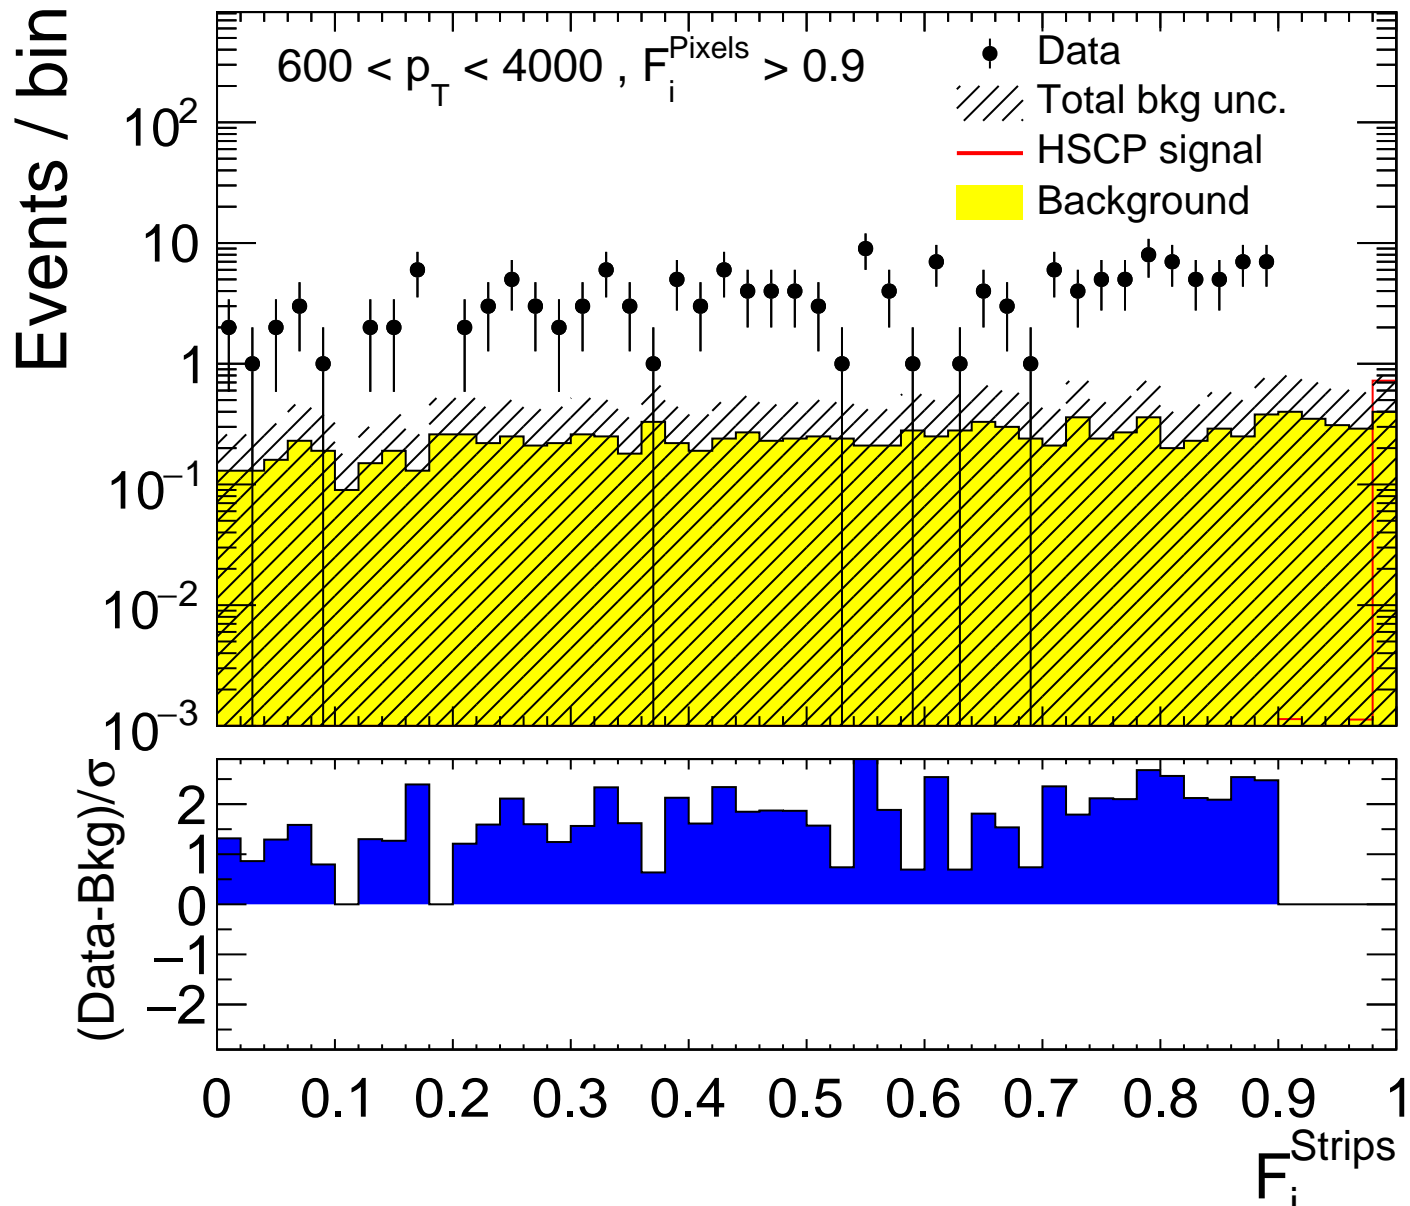 Events / bin
600 < p_T < 4000 , F_i^Pixels > 0.9
Data
Total bkg unc.
HSCP signal
Background
10²
10
1
10⁻¹
10⁻²
10⁻³
(Data-Bkg)/σ
2
1
0
−1
−2
0 0.1 0.2 0.3 0.4 0.5 0.6 0.7 0.8 0.9 1
F_i^Strips